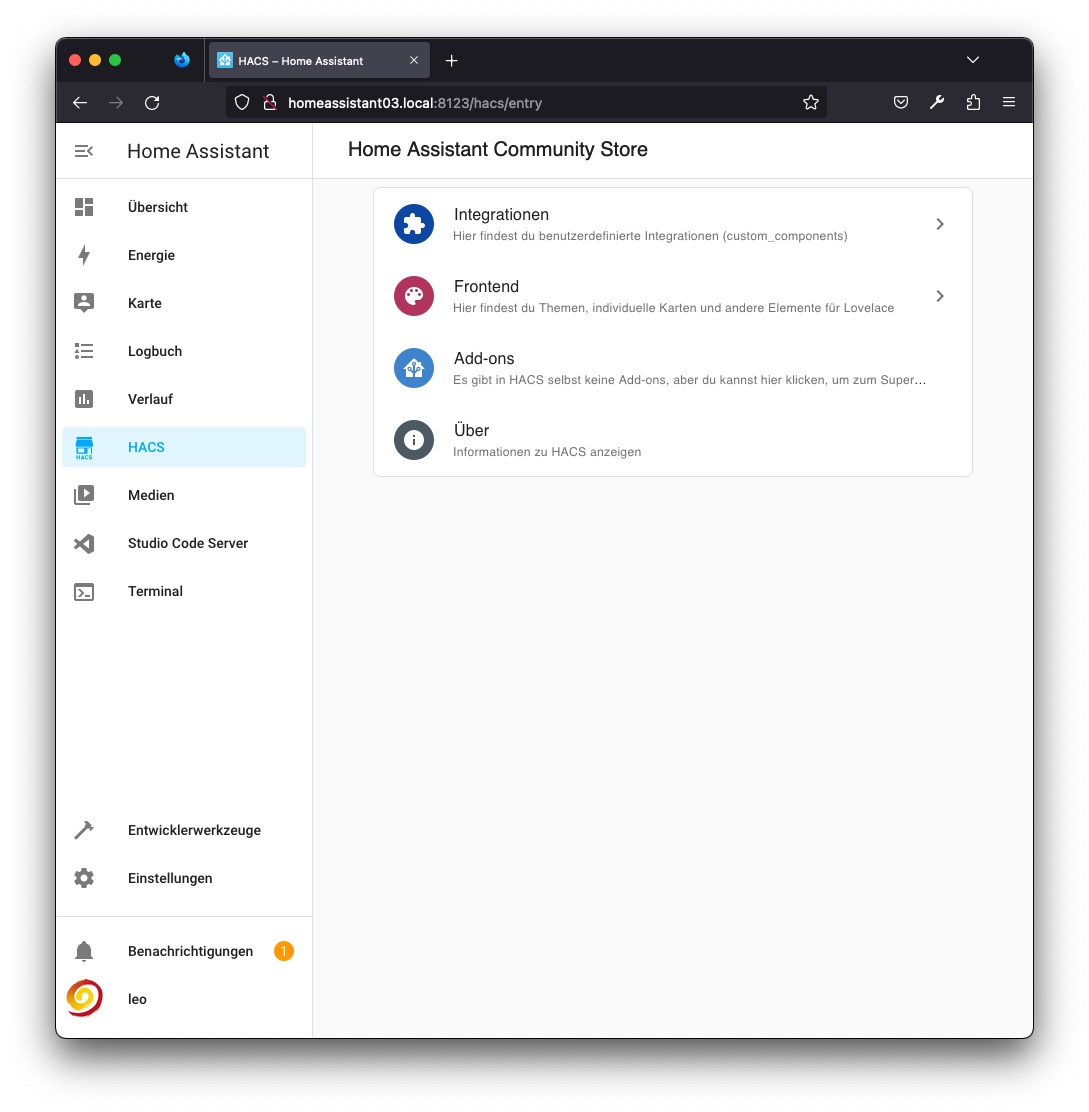 HACS – Home Assistant
homeassistant03.local:8123/hacs/entry
Home Assistant
Home Assistant Community Store
Übersicht
Energie
Karte
Logbuch
Verlauf
HACS
HACS
Medien
Studio Code Server
Terminal
Entwicklerwerkzeuge
Einstellungen
Benachrichtigungen 1
leo
Integrationen
Hier findest du benutzerdefinierte Integrationen (custom_components)
Frontend
Hier findest du Themen, individuelle Karten und andere Elemente für Lovelace
Add-ons
Es gibt in HACS selbst keine Add-ons, aber du kannst hier klicken, um zum Super...
Über
Informationen zu HACS anzeigen